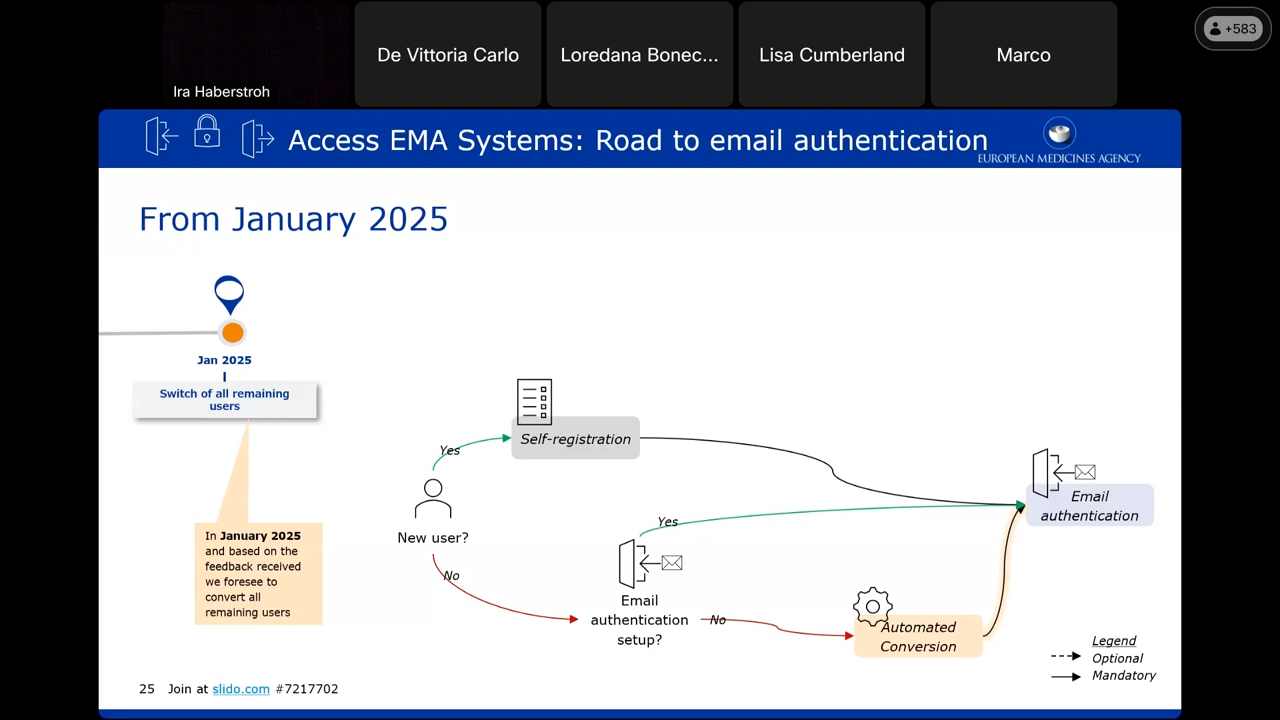 +583
De Vittoria Carlo
Loredana Bonec...
Lisa Cumberland
Marco
Ira Haberstroh
Access EMA Systems: Road to email authentication
EUROPEAN MEDICINES AGENCY
From January 2025
Jan 2025
Switch of all remaining
users
In January 2025
and based on the
feedback received
we foresee to
convert all
remaining users
Yes
Self-registration
New user?
No
Yes
Email
authentication
setup?
No
Automated
Conversion
Email
authentication
Legend
Optional
Mandatory
25 Join at slido.com #7217702